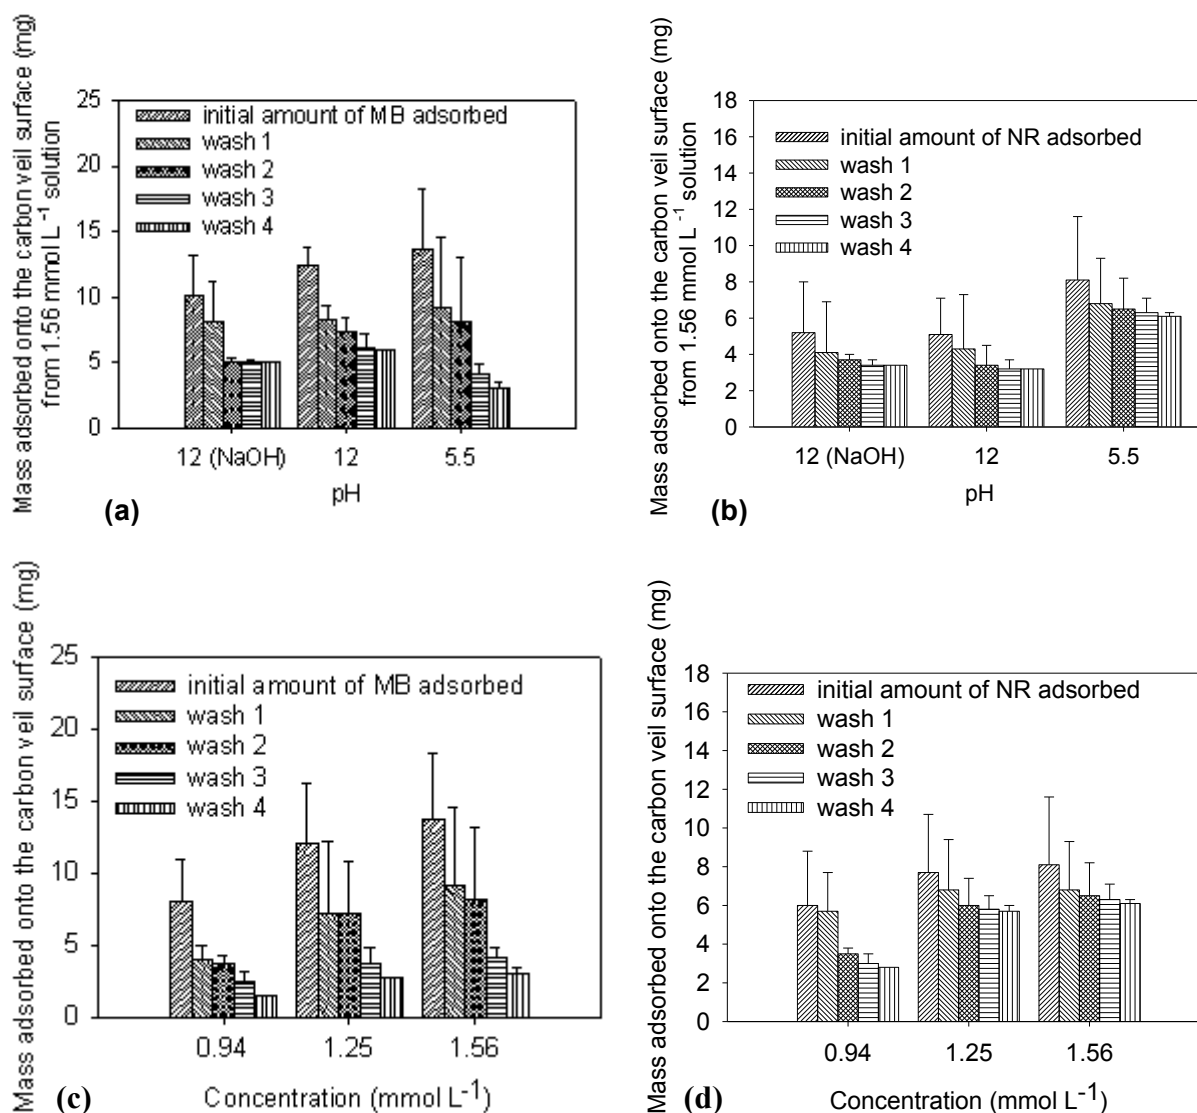 Mass adsorbed onto the carbon veil surface (mg)
from 1.56 mmol L⁻¹ solution
25
20
15
10
5
0
initial amount of MB adsorbed
wash 1
wash 2
wash 3
wash 4
12 (NaOH) 12 5.5
pH
(a)
Mass adsorbed onto the carbon veil surface (mg)
from 1.56 mmol L⁻¹ solution
18
16
14
12
10
8
6
4
2
0
initial amount of NR adsorbed
wash 1
wash 2
wash 3
wash 4
12 (NaOH) 12 5.5
pH
(b)
Mass adsorbed onto the carbon veil surface (mg)
25
20
15
10
5
0
initial amount of MB adsorbed
wash 1
wash 2
wash 3
wash 4
0.94 1.25 1.56
(c) Concentration (mmol L⁻¹)
Mass adsorbed onto the carbon veil surface (mg)
18
16
14
12
10
8
6
4
2
0
initial amount of NR adsorbed
wash 1
wash 2
wash 3
wash 4
0.94 1.25 1.56
(d) Concentration (mmol L⁻¹)